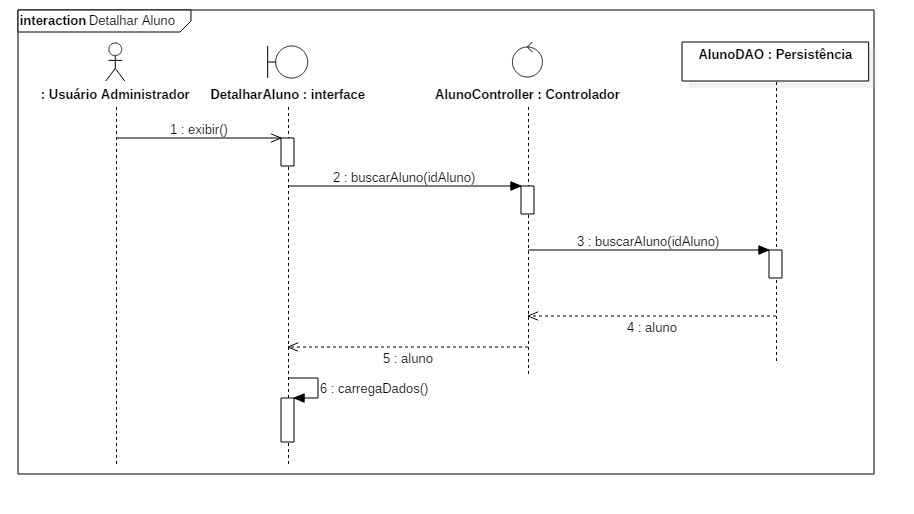 interaction Detalhar Aluno
: Usuário Administrador
DetalharAluno : interface
AlunoController : Controlador
AlunoDAO : Persistência
1 : exibir()
2 : buscarAluno(idAluno)
3 : buscarAluno(idAluno)
4 : aluno
5 : aluno
6 : carregaDados()